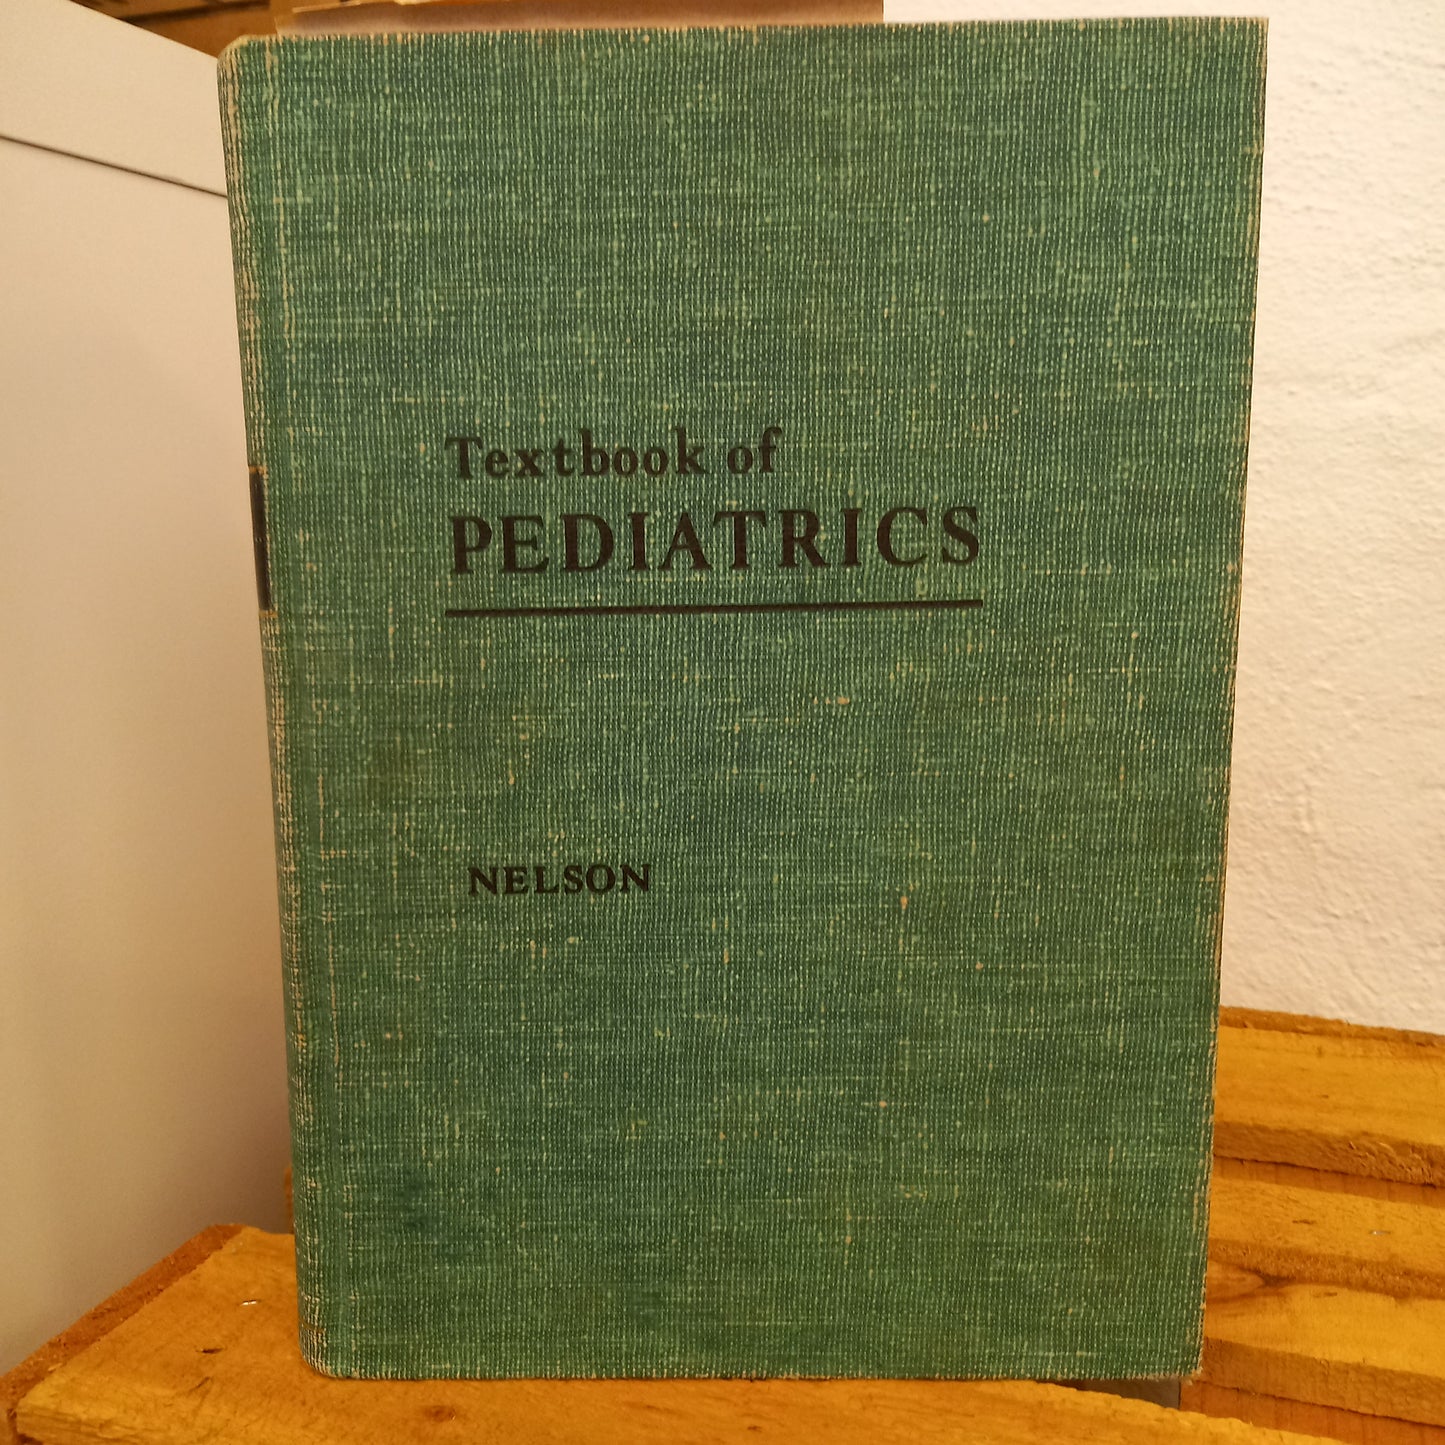 Textbook of
PEDIATRICS
NELSON